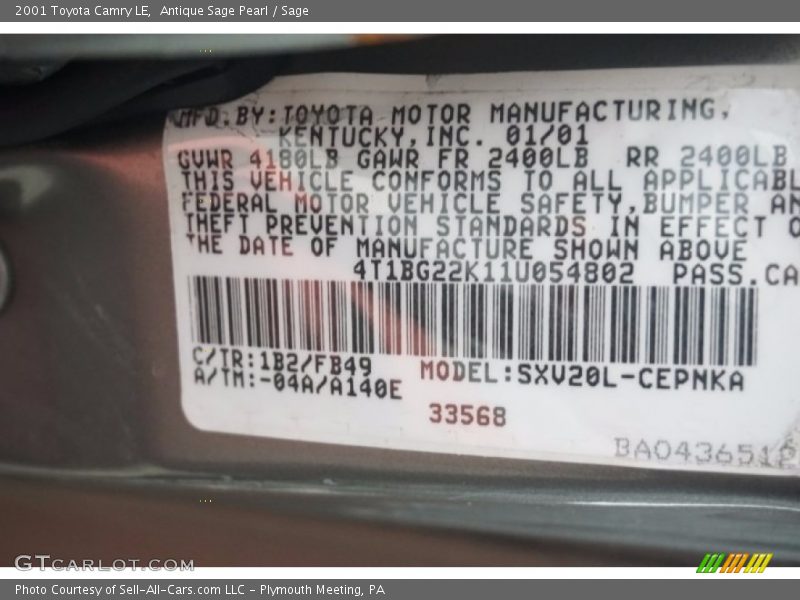 2001 Toyota Camry LE, Antique Sage Pearl / Sage
MFD.BY:TOYOTA MOTOR MANUFACTURING,
KENTUCKY,INC. 01/01
GVWR 4180LB GAWR FR 2400LB RR 2400LB
THIS VEHICLE CONFORMS TO ALL APPLICABL
FEDERAL MOTOR VEHICLE SAFETY,BUMPER AN
THEFT PREVENTION STANDARDS IN EFFECT O
THE DATE OF MANUFACTURE SHOWN ABOVE
4T1BG22K11U054802 PASS.CA
C/TR:1B2/FB49 MODEL:SXV20L-CEPNKA
A/TM:-04A/A140E
33568
BA0436512
GTCARLOT.COM
Photo Courtesy of Sell-All-Cars.com LLC - Plymouth Meeting, PA